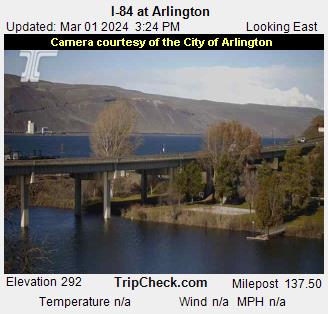 I-84 at Arlington
Updated: Mar 01 2024 3:24 PM Looking East
Camera courtesy of the City of Arlington
Elevation 292 TripCheck.com Milepost 137.50
Temperature n/a Wind n/a MPH n/a